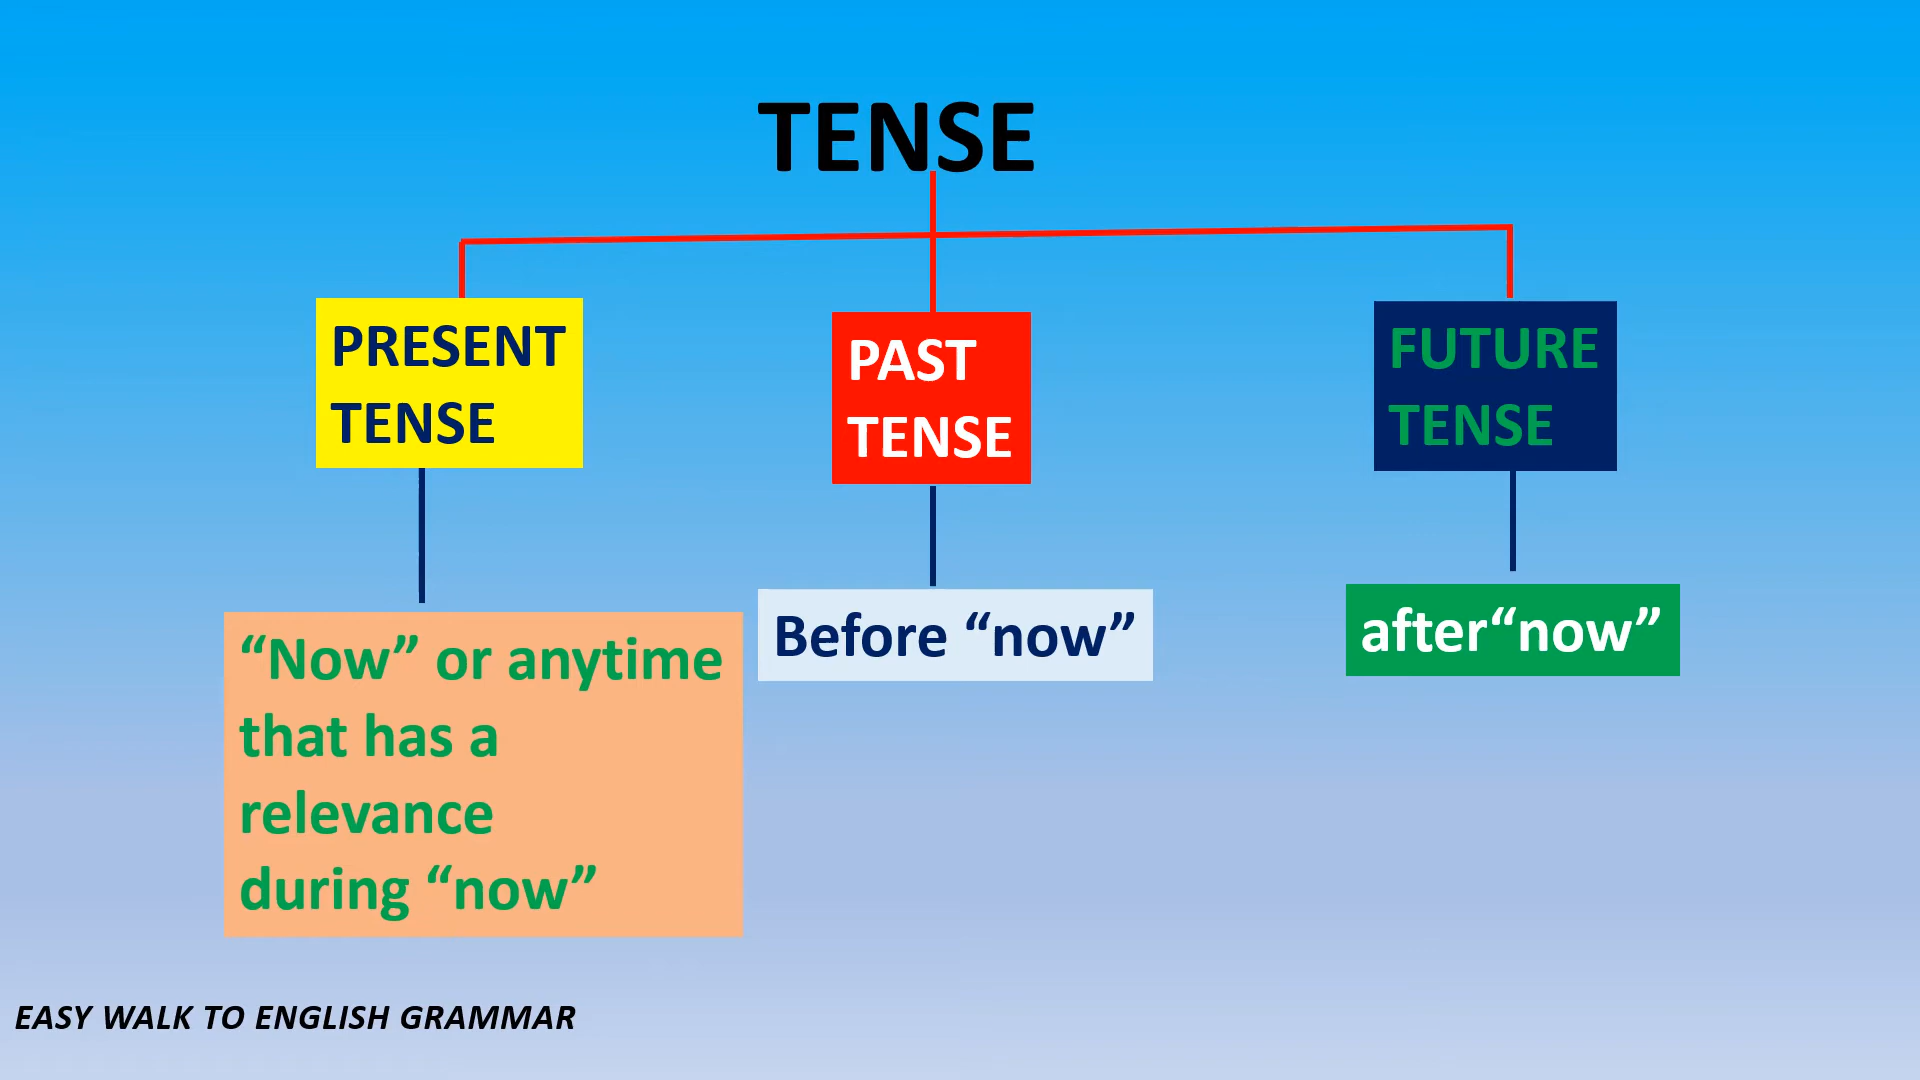 TENSE
PRESENT
TENSE
PAST
TENSE
FUTURE
TENSE
“Now” or anytime
that has a
relevance
during “now”
Before “now”
after“now”
EASY WALK TO ENGLISH GRAMMAR